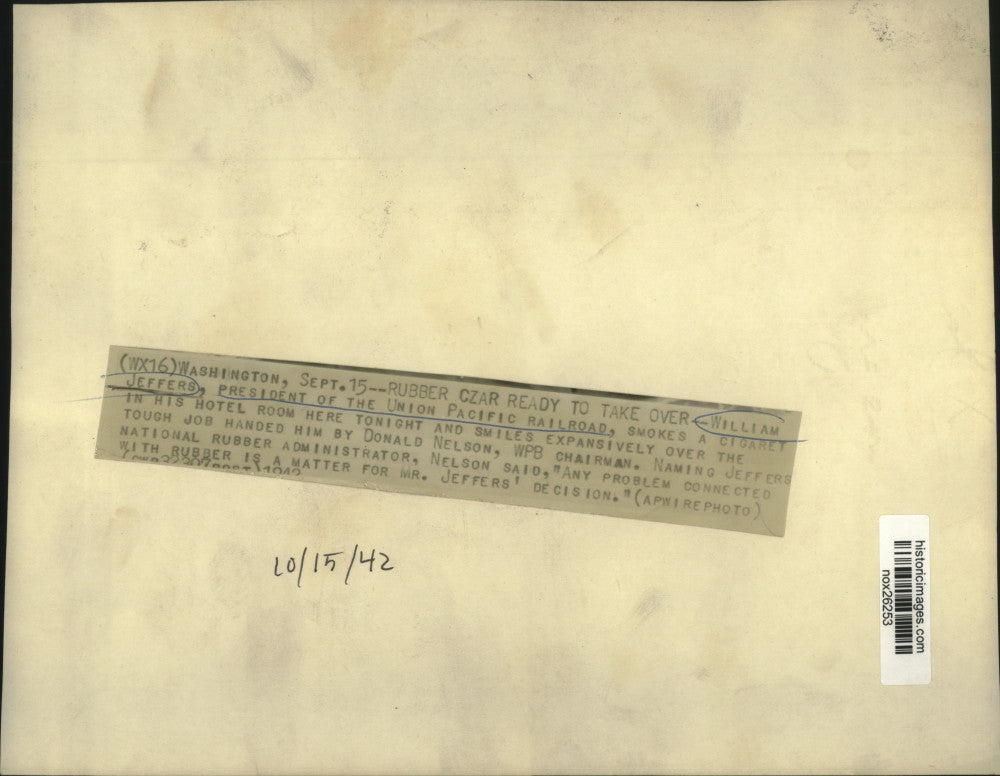 (WX16)WASHINGTON, SEPT.15--RUBBER CZAR READY TO TAKE OVER--WILLIAM
JEFFERS, PRESIDENT OF THE UNION PACIFIC RAILROAD, SMOKES A CIGARET
IN HIS HOTEL ROOM HERE TONIGHT AND SMILES EXPANSIVELY OVER THE
TOUGH JOB HANDED HIM BY DONALD NELSON, WPB CHAIRMAN. NAMING JEFFERS
NATIONAL RUBBER ADMINISTRATOR, NELSON SAID,"ANY PROBLEM CONNECTED
WITH RUBBER IS A MATTER FOR MR. JEFFERS' DECISION."(APWIREPHOTO)
1942
10/15/42
historicimages.com
nox26253